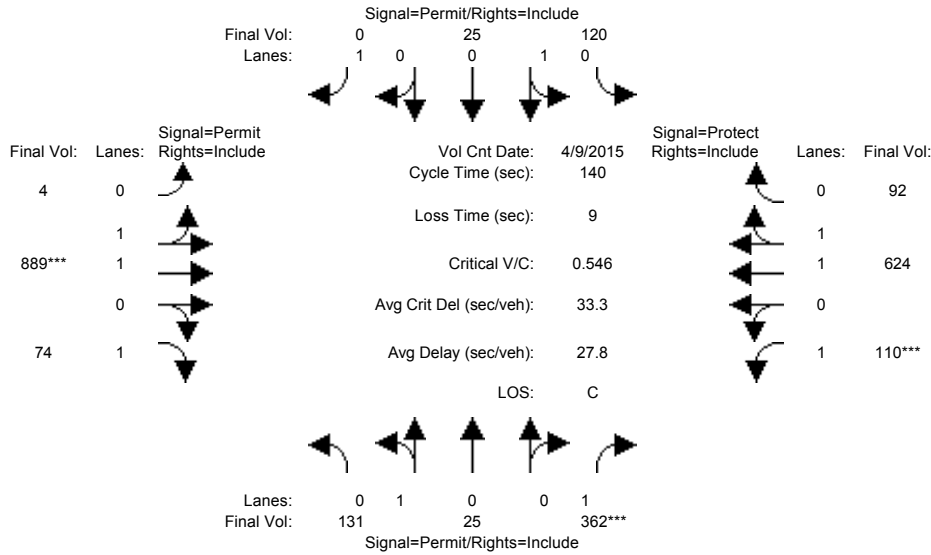 Signal=Permit/Rights=Include
Final Vol: 0 25 120
Lanes: 1 0 0 1 0
Signal=Permit Signal=Protect
Final Vol: Lanes: Rights=Include Vol Cnt Date: 4/9/2015 Rights=Include Lanes: Final Vol:
Cycle Time (sec): 140
4 0 0 92
Loss Time (sec): 9
1 1
889*** 1 Critical V/C: 0.546 1 624
0 Avg Crit Del (sec/veh): 33.3 0
74 1 Avg Delay (sec/veh): 27.8 1 110***
LOS: C
Lanes: 0 1 0 0 1
Final Vol: 131 25 362***
Signal=Permit/Rights=Include